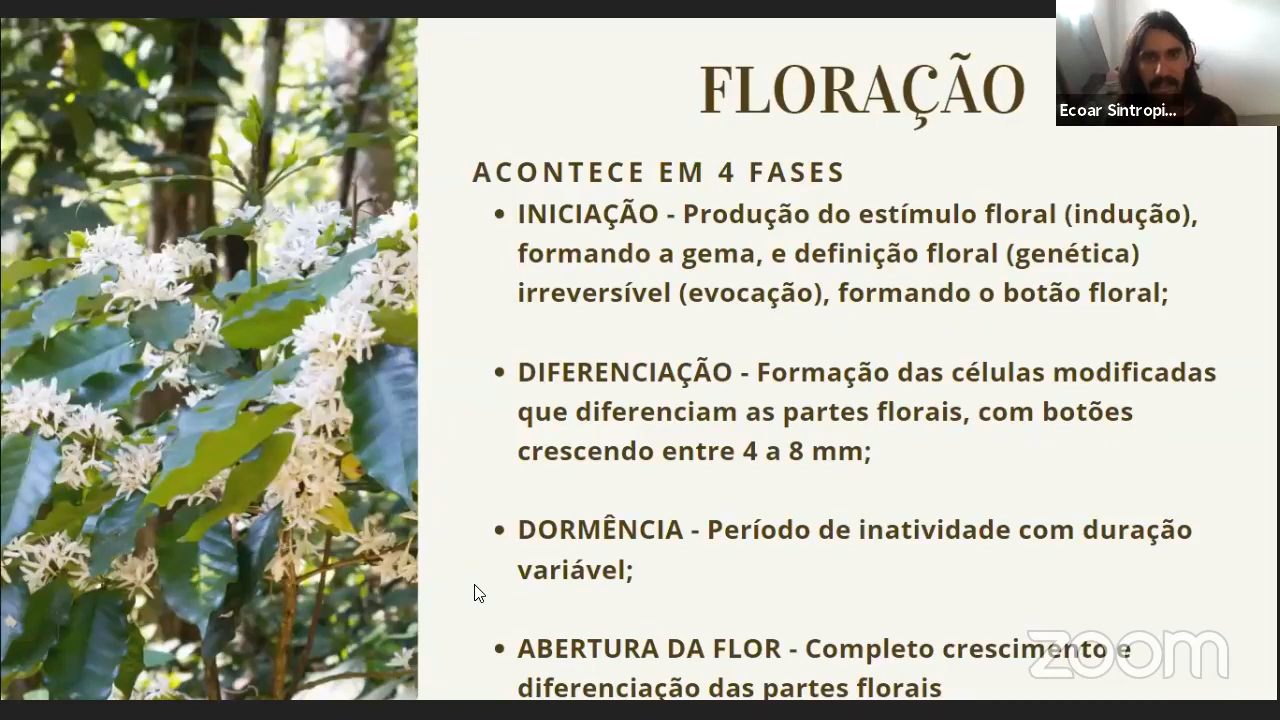 FLORAÇÃO
Ecoar Sintropi...
ACONTECE EM 4 FASES
• INICIAÇÃO - Produção do estímulo floral (indução),
formando a gema, e definição floral (genética)
irreversível (evocação), formando o botão floral;
• DIFERENCIAÇÃO - Formação das células modificadas
que diferenciam as partes florais, com botões
crescendo entre 4 a 8 mm;
• DORMÊNCIA - Período de inatividade com duração
variável;
• ABERTURA DA FLOR - Completo crescimento e
diferenciação das partes florais
zoom